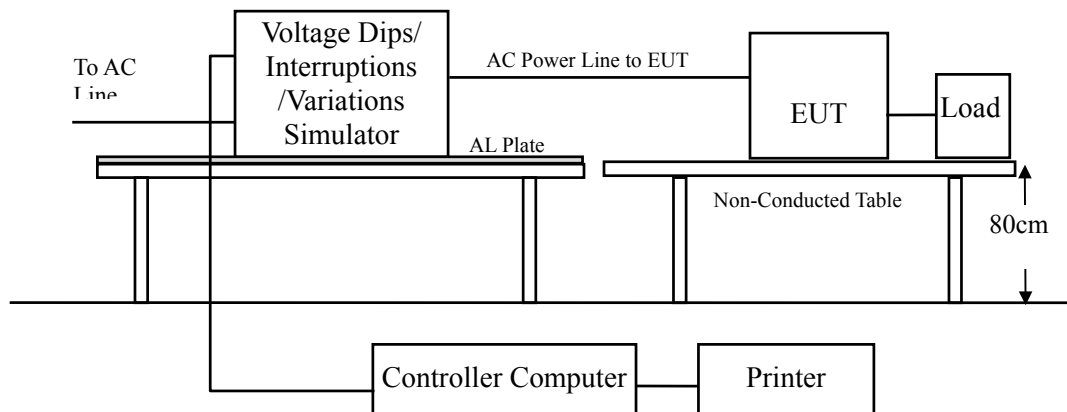 Voltage Dips/
Interruptions
/Variations
Simulator
To AC
Line
AC Power Line to EUT
EUT
Load
AL Plate
Non-Conducted Table
80cm
Controller Computer
Printer